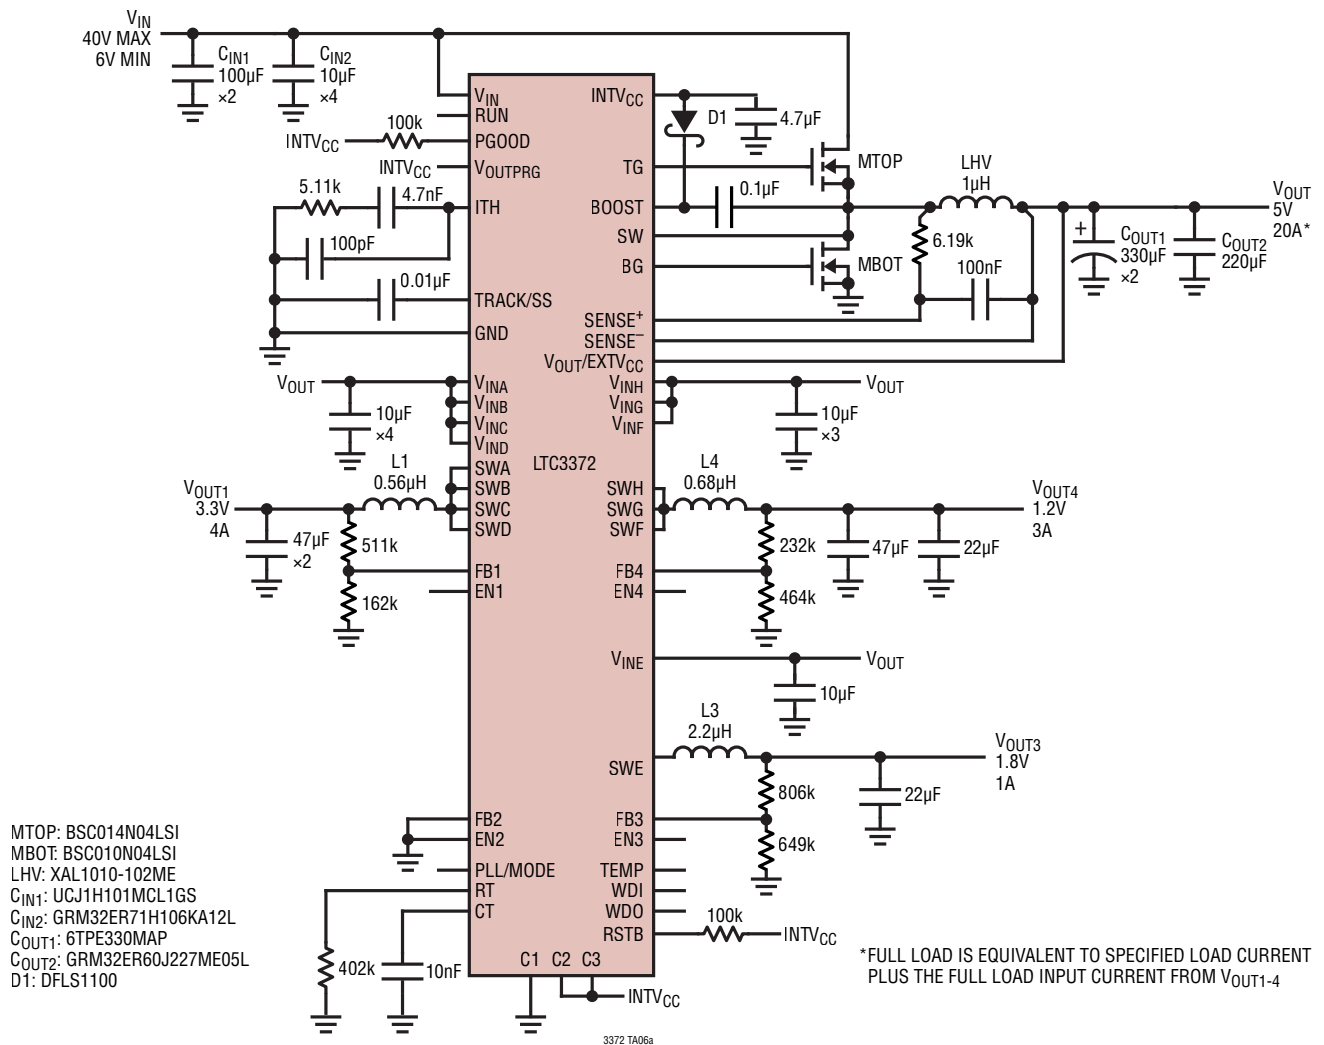 VIN
40V MAX
6V MIN
CIN1
100µF
×2
CIN2
10µF
×4
VIN
RUN
INTVCC
100k
PGOOD
INTVCC
VOUTPRG
5.11k
4.7nF
ITH
100pF
0.01µF
TRACK/SS
GND
INTVCC
D1
4.7µF
TG
MTOP
BOOST
0.1µF
SW
BG
MBOT
LHV
1µH
6.19k
100nF
VOUT
5V
20A*
COUT1
+
330µF
×2
COUT2
220µF
SENSE+
SENSE–
VOUT/EXTVCC
VOUT
10µF
×4
VINA
VINB
VINC
VIND
VINH
VING
VINF
10µF
×3
VOUT
LTC3372
L1
0.56µH
SWA
SWB
SWC
SWD
VOUT1
3.3V
4A
47µF
×2
511k
162k
FB1
EN1
L4
0.68µH
SWH
SWG
SWF
VOUT4
1.2V
3A
232k
47µF
22µF
FB4
EN4
464k
VINE
VOUT
10µF
L3
2.2µH
SWE
VOUT3
1.8V
1A
806k
22µF
FB3
EN3
649k
FB2
EN2
PLL/MODE
RT
CT
402k
10nF
TEMP
WDI
WDO
RSTB
100k
INTVCC
C1 C2 C3
INTVCC
MTOP: BSC014N04LSI
MBOT: BSC010N04LSI
LHV: XAL1010-102ME
CIN1: UCJ1H101MCL1GS
CIN2: GRM32ER71H106KA12L
COUT1: 6TPE330MAP
COUT2: GRM32ER60J227ME05L
D1: DFLS1100
*FULL LOAD IS EQUIVALENT TO SPECIFIED LOAD CURRENT
PLUS THE FULL LOAD INPUT CURRENT FROM VOUT1-4
3372 TA06a